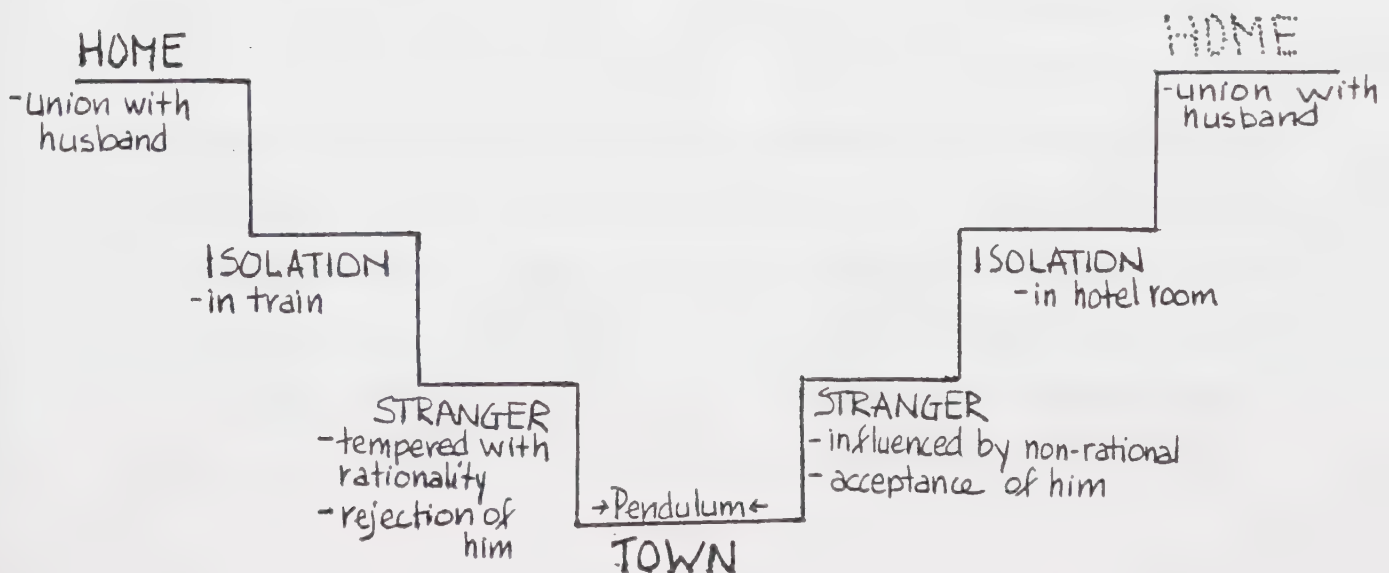 HOME
-union with
husband
ISOLATION
-in train
STRANGER
-tempered with
rationality
-rejection of
him
→Pendulum←
TOWN
STRANGER
-influenced by non-rational
-acceptance of him
ISOLATION
-in hotel room
HOME
-union with
husband